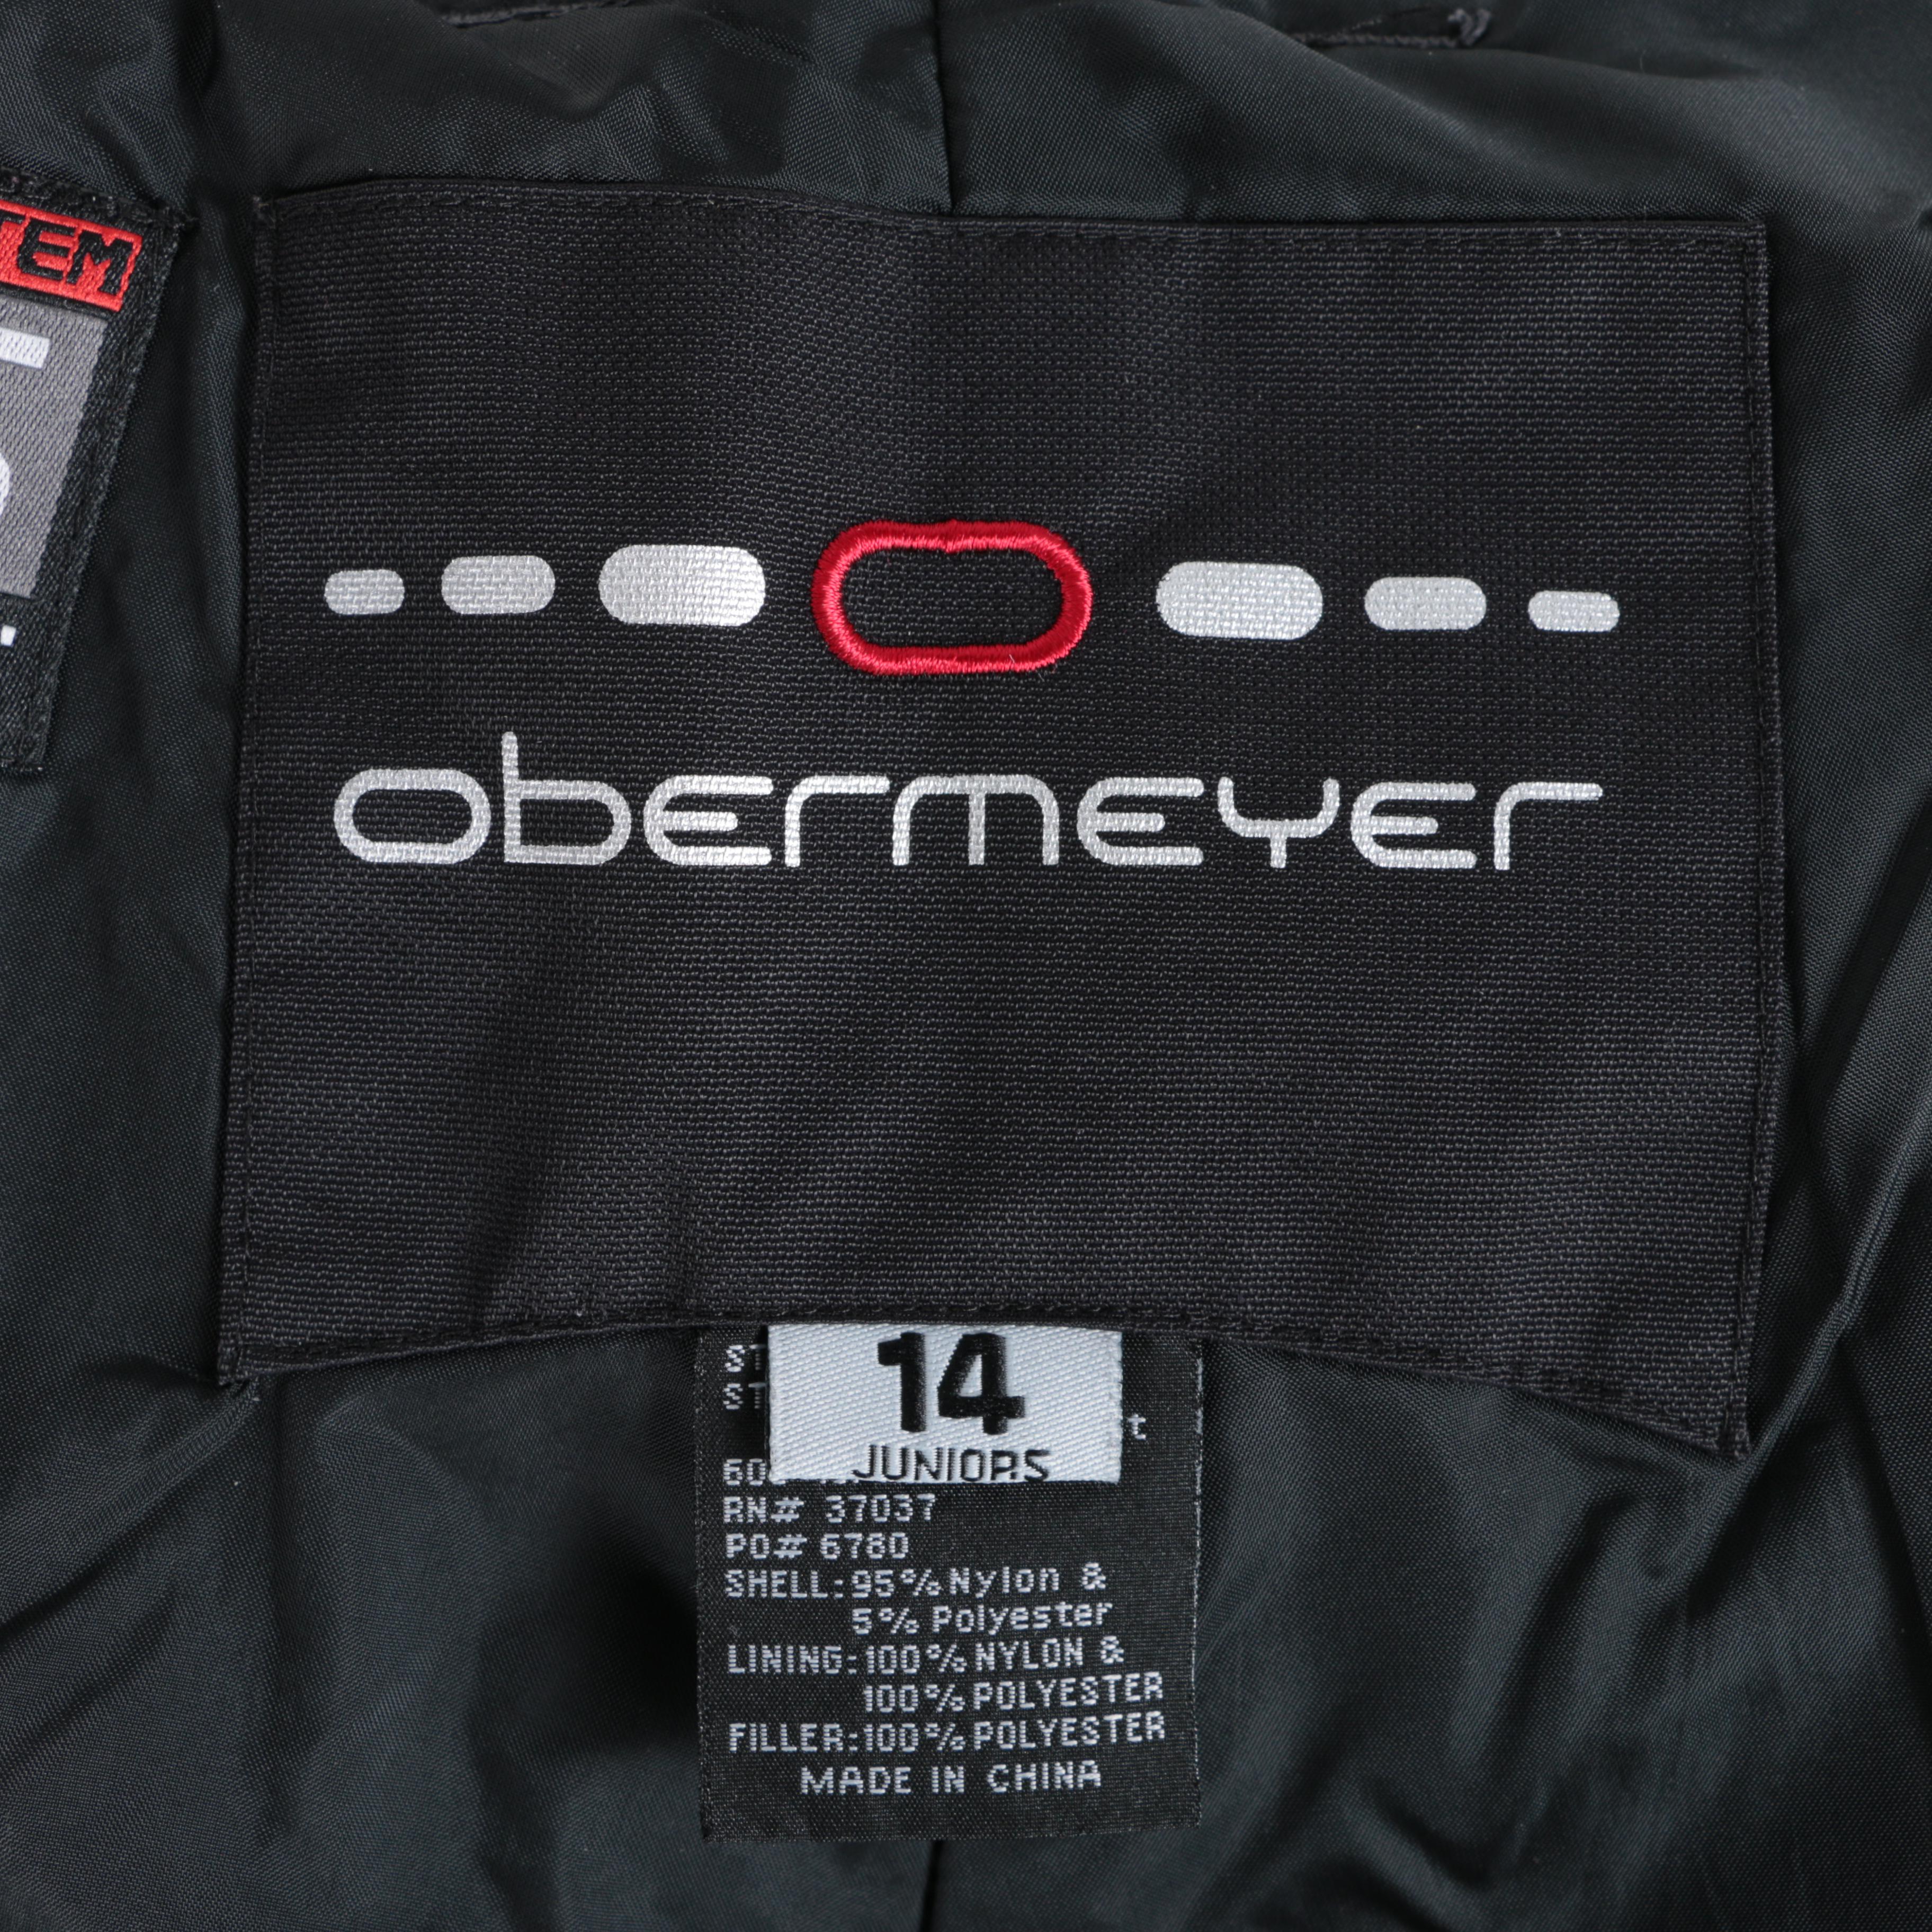 obermeyer
14
JUNIORS
RN# 37037
PO# 6780
SHELL:95%Nylon &
5% Polyester
LINING:100%NYLON &
100%POLYESTER
FILLER:100%POLYESTER
MADE IN CHINA